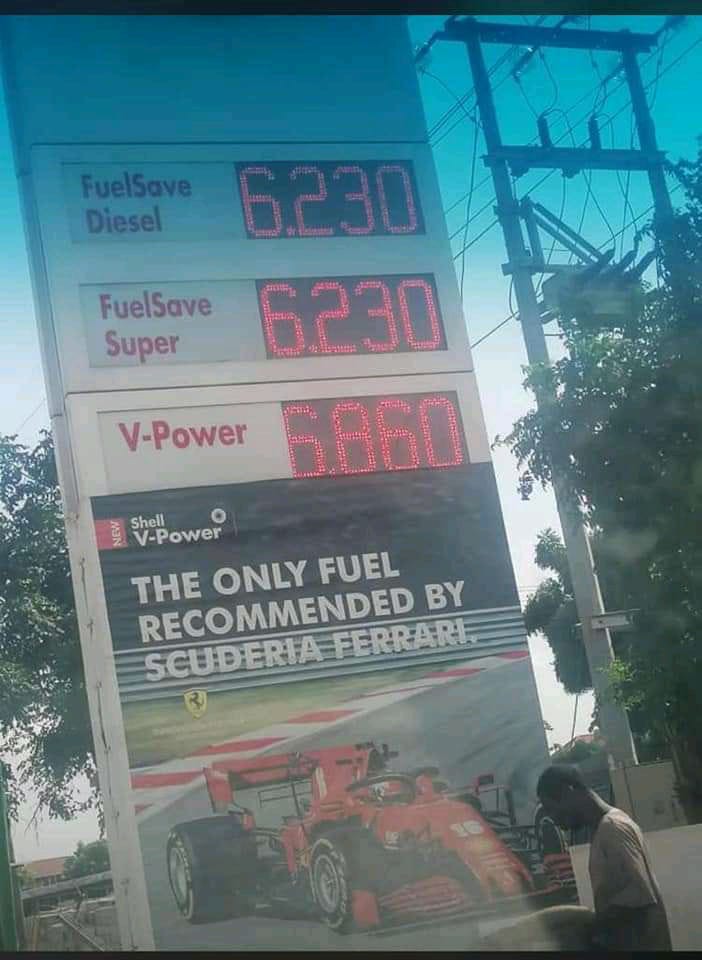 FuelSave
Diesel
6.230
FuelSave
Super
6.230
V-Power
6.860
NEW
Shell
V-Power
THE ONLY FUEL
RECOMMENDED BY
SCUDERIA FERRARI.